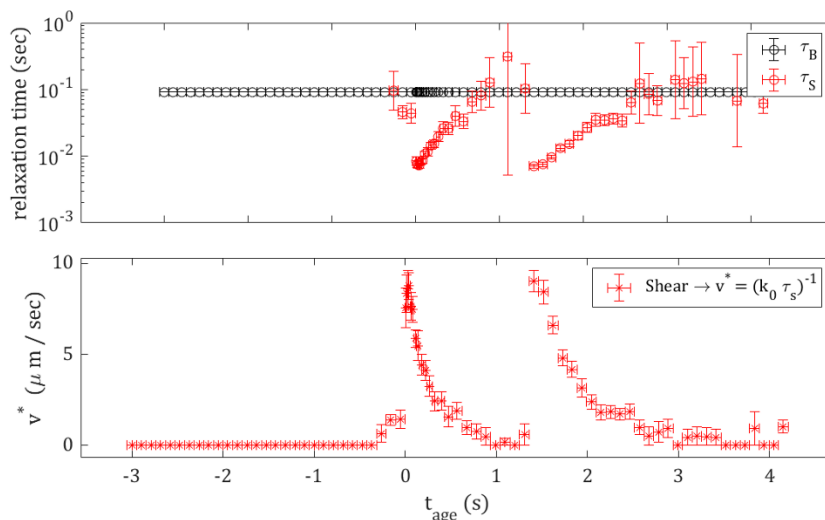 10^0
10^-1
10^-2
10^-3
relaxation time (sec)
τ_B
τ_S
10
5
0
v^* (μ m / sec)
Shear → v^* = (k_0 τ_s)^-1
-3 -2 -1 0 1 2 3 4
t_age (s)